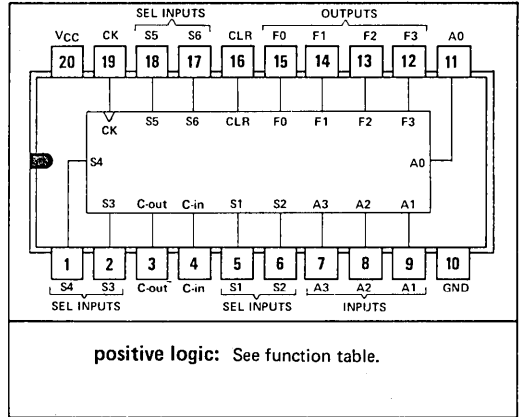 SEL INPUTS OUTPUTS
VCC CK S5 S6 CLR F0 F1 F2 F3 A0
20 19 18 17 16 15 14 13 12 11
CK S5 S6 CLR F0 F1 F2 F3
S4 A0
S3 C-out C-in S1 S2 A3 A2 A1
1 2 3 4 5 6 7 8 9 10
S4 S3 C-out C-in S1 S2 A3 A2 A1 GND
SEL INPUTS SEL INPUTS INPUTS
positive logic: See function table.